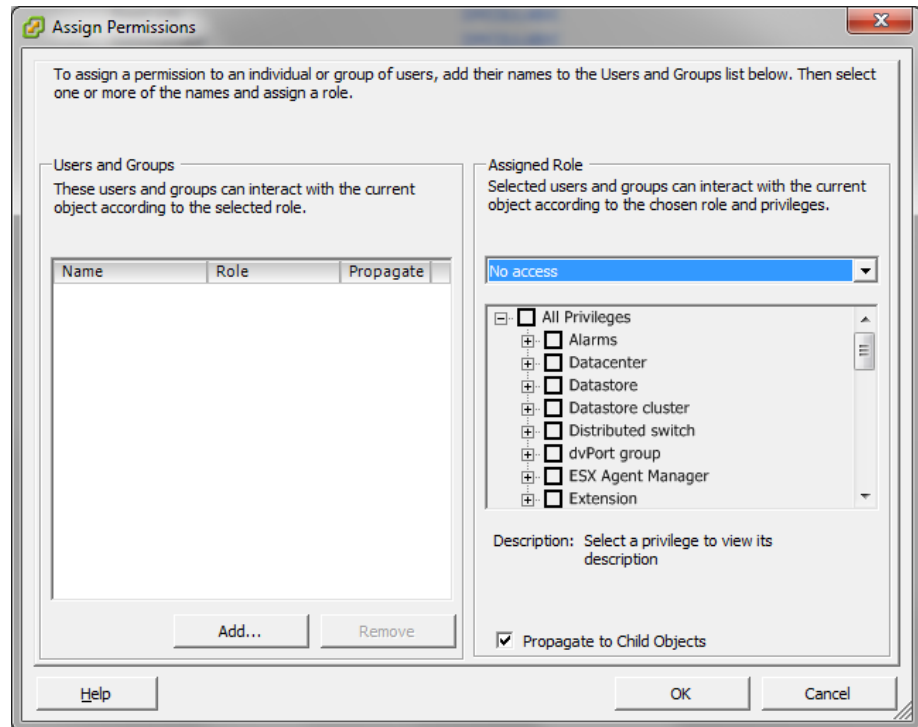 Assign Permissions
To assign a permission to an individual or group of users, add their names to the Users and Groups list below. Then select
one or more of the names and assign a role.
Users and Groups
These users and groups can interact with the current
object according to the selected role.
Name Role Propagate
Add... Remove
Assigned Role
Selected users and groups can interact with the current
object according to the chosen role and privileges.
No access
All Privileges
Alarms
Datacenter
Datastore
Datastore cluster
Distributed switch
dvPort group
ESX Agent Manager
Extension
Description: Select a privilege to view its
description
Propagate to Child Objects
Help OK Cancel